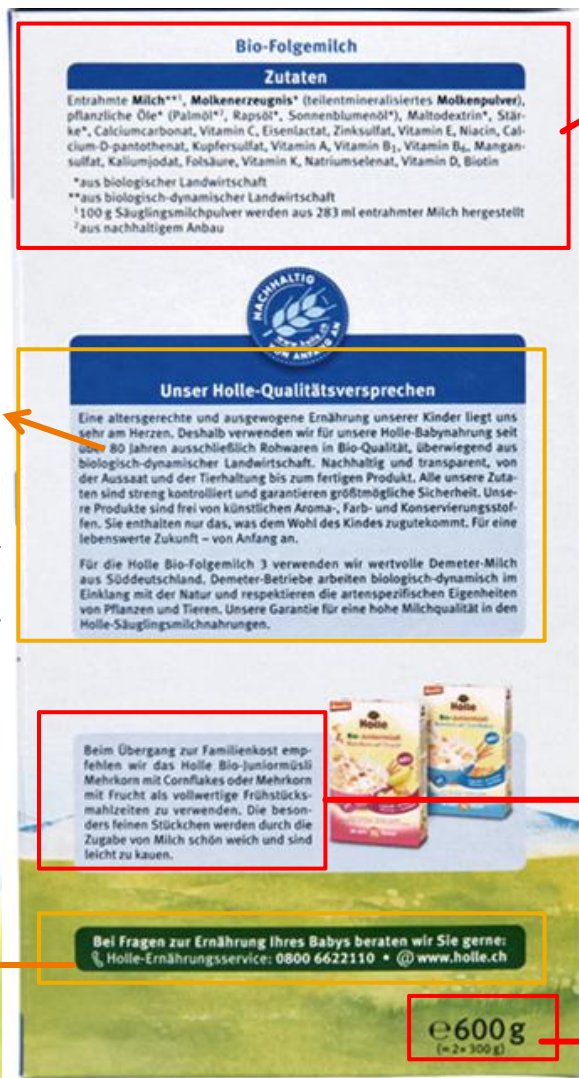 Bio-Folgemilch
Zutaten
Entrahmte Milch**¹, Molkenerzeugnis* (teilentmineralisiertes Molkenpulver),
pflanzliche Öle* (Palmöl*², Rapsöl*, Sonnenblumenöl*), Maltodextrin*, Stär-
ke*, Calciumcarbonat, Vitamin C, Eisenlactat, Zinksulfat, Vitamin E, Niacin, Cal-
cium-D-pantothenat, Kupfersulfat, Vitamin A, Vitamin B₁, Vitamin B₆, Mangan-
sulfat, Kaliumjodat, Folsäure, Vitamin K, Natriumselenat, Vitamin D, Biotin
*aus biologischer Landwirtschaft
**aus biologisch-dynamischer Landwirtschaft
¹100 g Säuglingsmilchpulver werden aus 283 ml entrahmter Milch hergestellt
²aus nachhaltigem Anbau
NACHHALTIG
www.holle.ch
VON ANFANG AN
Unser Holle-Qualitätsversprechen
Eine altersgerechte und ausgewogene Ernährung unserer Kinder liegt uns
sehr am Herzen. Deshalb verwenden wir für unsere Holle-Babynahrung seit
über 80 Jahren ausschließlich Rohwaren in Bio-Qualität, überwiegend aus
biologisch-dynamischer Landwirtschaft. Nachhaltig und transparent, von
der Aussaat und der Tierhaltung bis zum fertigen Produkt. Alle unsere Zuta-
ten sind streng kontrolliert und garantieren größtmögliche Sicherheit. Unse-
re Produkte sind frei von künstlichen Aroma-, Farb- und Konservierungsstof-
fen. Sie enthalten nur das, was dem Wohl des Kindes zugutekommt. Für eine
lebenswerte Zukunft – von Anfang an.
Für die Holle Bio-Folgemilch 3 verwenden wir wertvolle Demeter-Milch
aus Süddeutschland. Demeter-Betriebe arbeiten biologisch-dynamisch im
Einklang mit der Natur und respektieren die artenspezifischen Eigenheiten
von Pflanzen und Tieren. Unsere Garantie für eine hohe Milchqualität in den
Holle-Säuglingsmilchnahrungen.
Holle
Bio-Juniormüsli
Holle
Bio-Juniormüsli
Beim Übergang zur Familienkost emp-
fehlen wir das Holle Bio-Juniormüsli
Mehrkorn mit Cornflakes oder Mehrkorn
mit Frucht als vollwertige Frühstücks-
mahlzeiten zu verwenden. Die beson-
ders feinen Stückchen werden durch die
Zugabe von Milch schön weich und sind
leicht zu kauen.
Bei Fragen zur Ernährung Ihres Babys beraten wir Sie gerne:
Holle-Ernährungsservice: 0800 6622110 • @ www.holle.ch
℮600 g
(= 2 x 300 g)